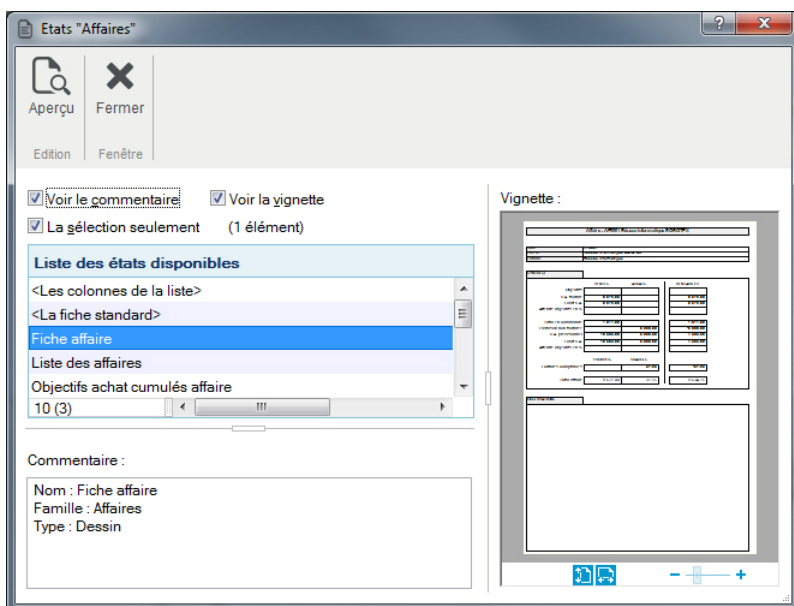 Etats "Affaires"
Aperçu
Fermer
Edition
Fenêtre
Voir le commentaire
Voir la vignette
La sélection seulement (1 élément)
Liste des états disponibles
<Les colonnes de la liste>
<La fiche standard>
Fiche affaire
Liste des affaires
Objectifs achat cumulés affaire
10 (3)
Commentaire :
Nom : Fiche affaire
Famille : Affaires
Type : Dessin
Vignette :